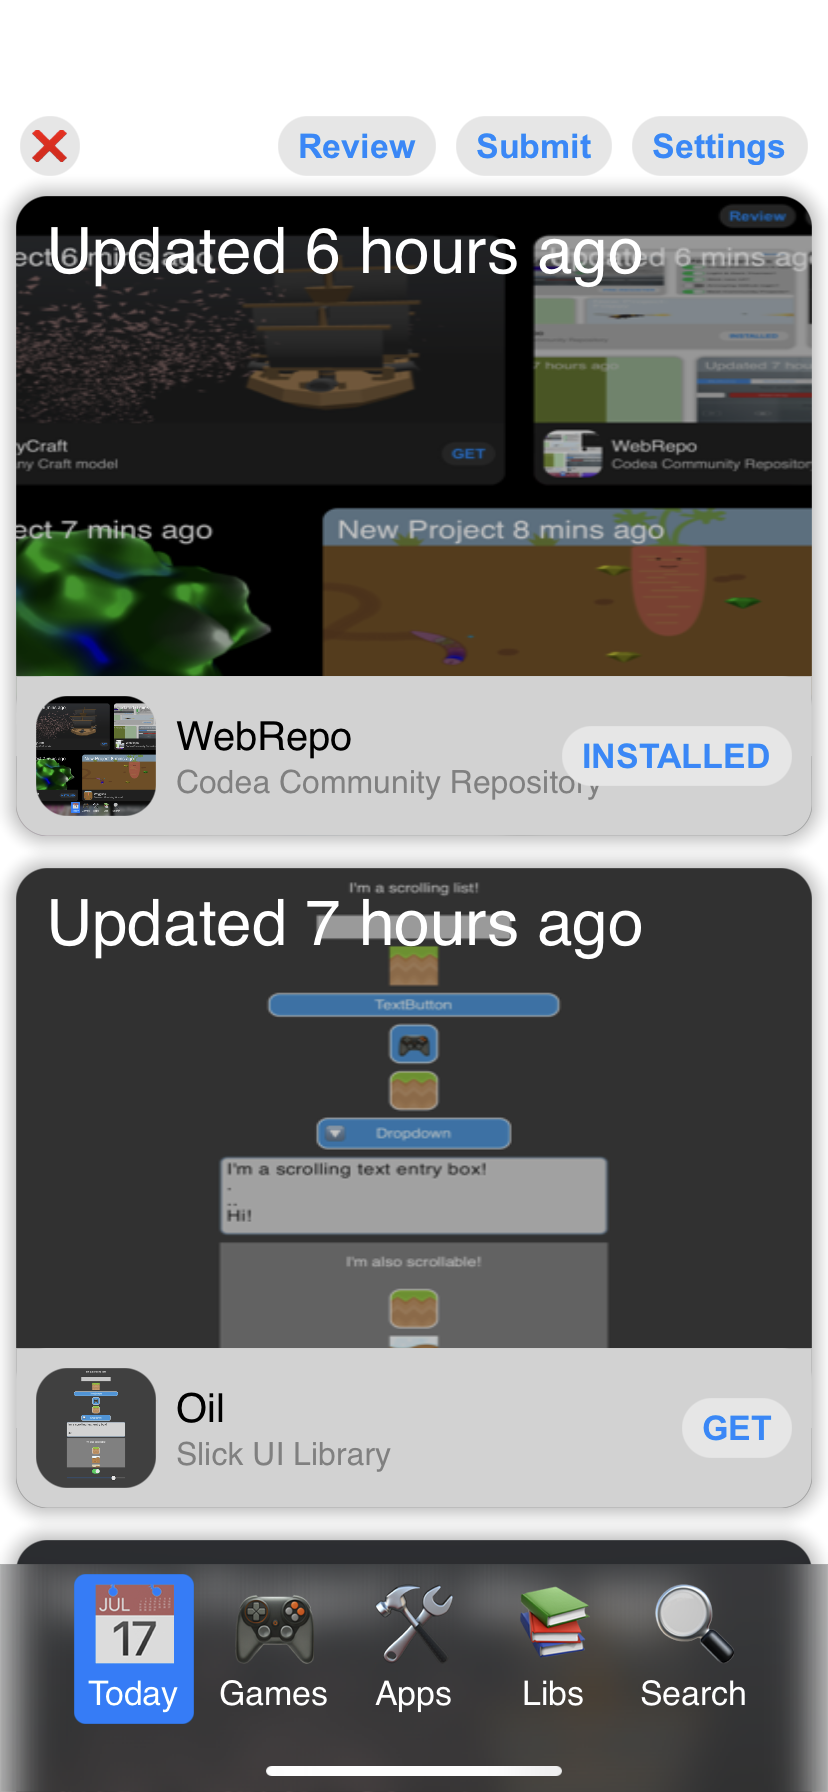 Review
Submit
Settings
Updated 6 hours ago
Review
ect 6 mins ago
Updated 6 mins ago
INSTALLED
7 hours ago
Updated 7 hou
yCraft
ny Craft model
GET
WebRepo
Codea Community Repositor
ect 7 mins ago
New Project 8 mins ago
WebRepo
Codea Community Repository
INSTALLED
I'm a scrolling list!
Updated 7 hours ago
TextButton
Dropdown
I'm a scrolling text entry box!
-
..
Hi!
I'm also scrollable!
Oil
Slick UI Library
GET
JUL
17
Today
Games
Apps
Libs
Search